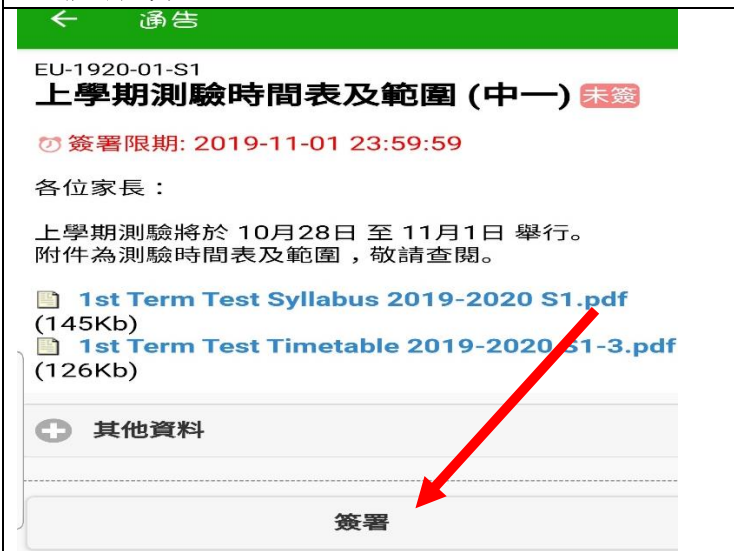 通告
EU-1920-01-S1
上學期測驗時間表及範圍 (中一) 未簽
簽署限期: 2019-11-01 23:59:59
各位家長：
上學期測驗將於 10月28日 至 11月1日 舉行。
附件為測驗時間表及範圍，敬請查閱。
1st Term Test Syllabus 2019-2020 S1.pdf
(145Kb)
1st Term Test Timetable 2019-2020 S1-3.pdf
(126Kb)
其他資料
簽署